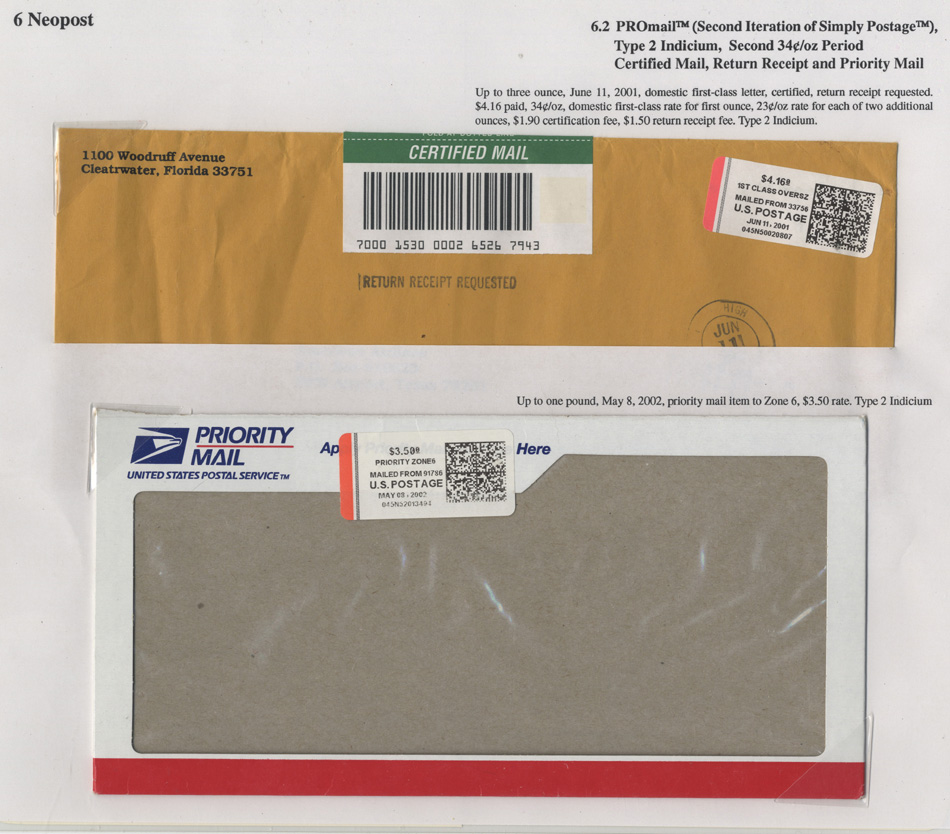 6 Neopost
6.2 PROmail™ (Second Iteration of Simply Postage™),
Type 2 Indicium, Second 34¢/oz Period
Certified Mail, Return Receipt and Priority Mail
Up to three ounce, June 11, 2001, domestic first-class letter, certified, return receipt requested.
$4.16 paid, 34¢/oz, domestic first-class rate for first ounce, 23¢/oz rate for each of two additional
ounces, $1.90 certification fee, $1.50 return receipt fee. Type 2 Indicium.
1100 Woodruff Avenue
Cleatrwater, Florida 33751
CERTIFIED MAIL
7000 1530 0002 6526 7943
RETURN RECEIPT REQUESTED
$4.160
1ST CLASS OVERSZ
MAILED FROM 33756
U.S. POSTAGE
JUN 11, 2001
045N50020807
HIGH
JUN
11
Up to one pound, May 8, 2002, priority mail item to Zone 6, $3.50 rate. Type 2 Indicium
PRIORITY
MAIL
UNITED STATES POSTAL SERVICE™
Here
$3.500
PRIORITY ZONE6
MAILED FROM 91786
U.S. POSTAGE
MAY 08, 2002